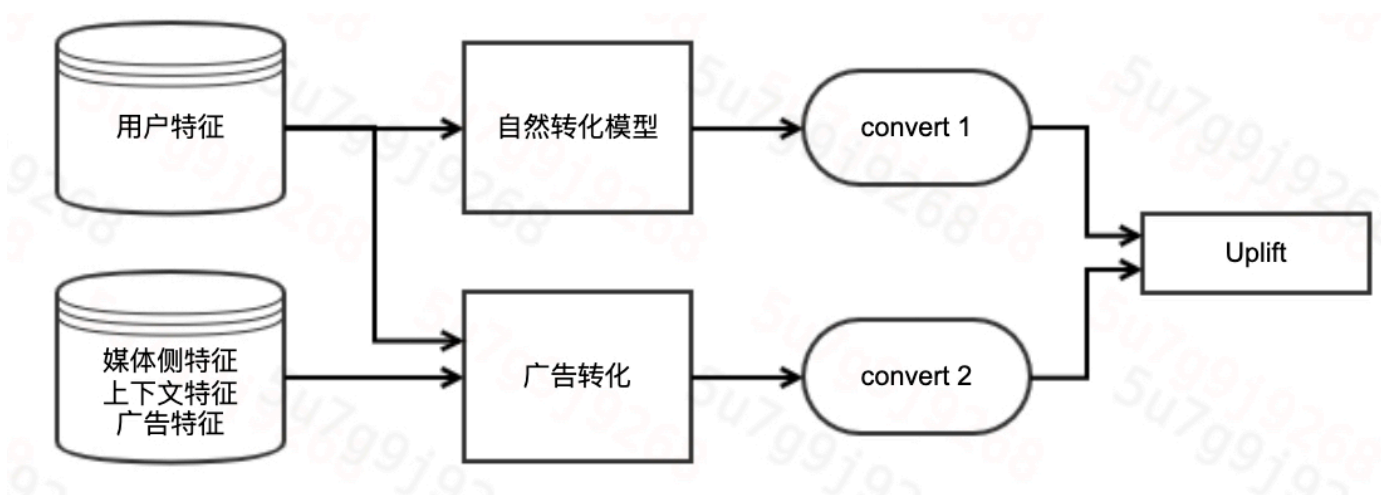 用户特征
自然转化模型
convert 1
Uplift
媒体侧特征
上下文特征
广告特征
广告转化
convert 2
5u7g9j9268